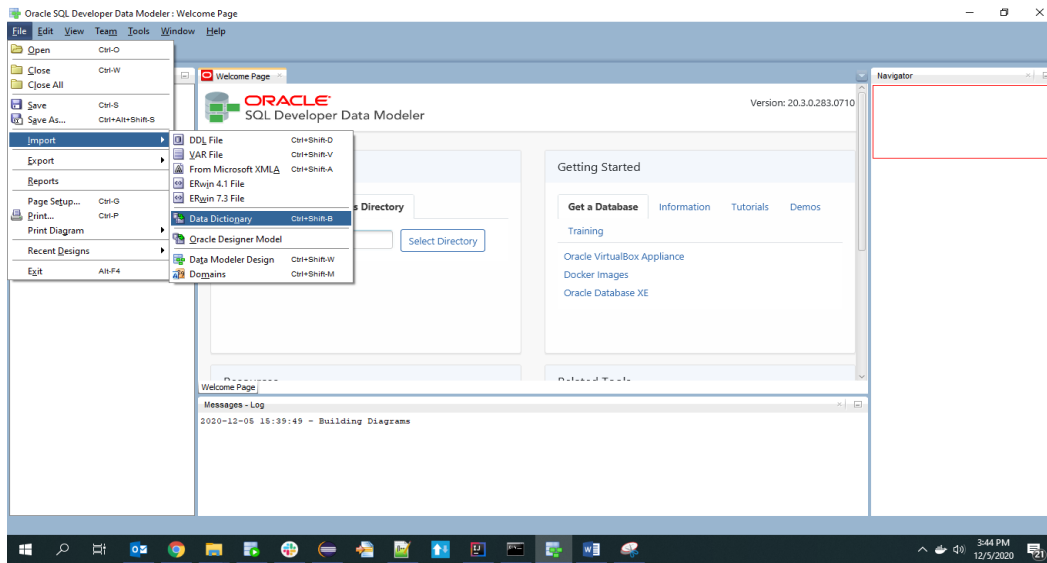 Oracle SQL Developer Data Modeler : Welcome Page
File Edit View Team Tools Window Help
Open Ctrl-O
Close Ctrl-W
Close All
Save Ctrl-S
Save As... Ctrl+Alt+Shift-S
Import
Export
Reports
Page Setup... Ctrl-G
Print... Ctrl-P
Print Diagram
Recent Designs
Exit Alt-F4
DDL File Ctrl+Shift-D
VAR File Ctrl+Shift-V
From Microsoft XMLA Ctrl+Shift-A
ERwin 4.1 File
ERwin 7.3 File
Data Dictionary Ctrl+Shift-B
Oracle Designer Model
Data Modeler Design Ctrl+Shift-W
Domains Ctrl+Shift-M
Welcome Page
ORACLE
SQL Developer Data Modeler
Version: 20.3.0.283.0710
s Directory
Select Directory
Getting Started
Get a Database Information Tutorials Demos
Training
Oracle VirtualBox Appliance
Docker Images
Oracle Database XE
Resources
Related Tools
Welcome Page
Messages - Log
2020-12-05 15:39:49 - Building Diagrams
Navigator
3:44 PM
12/5/2020
21